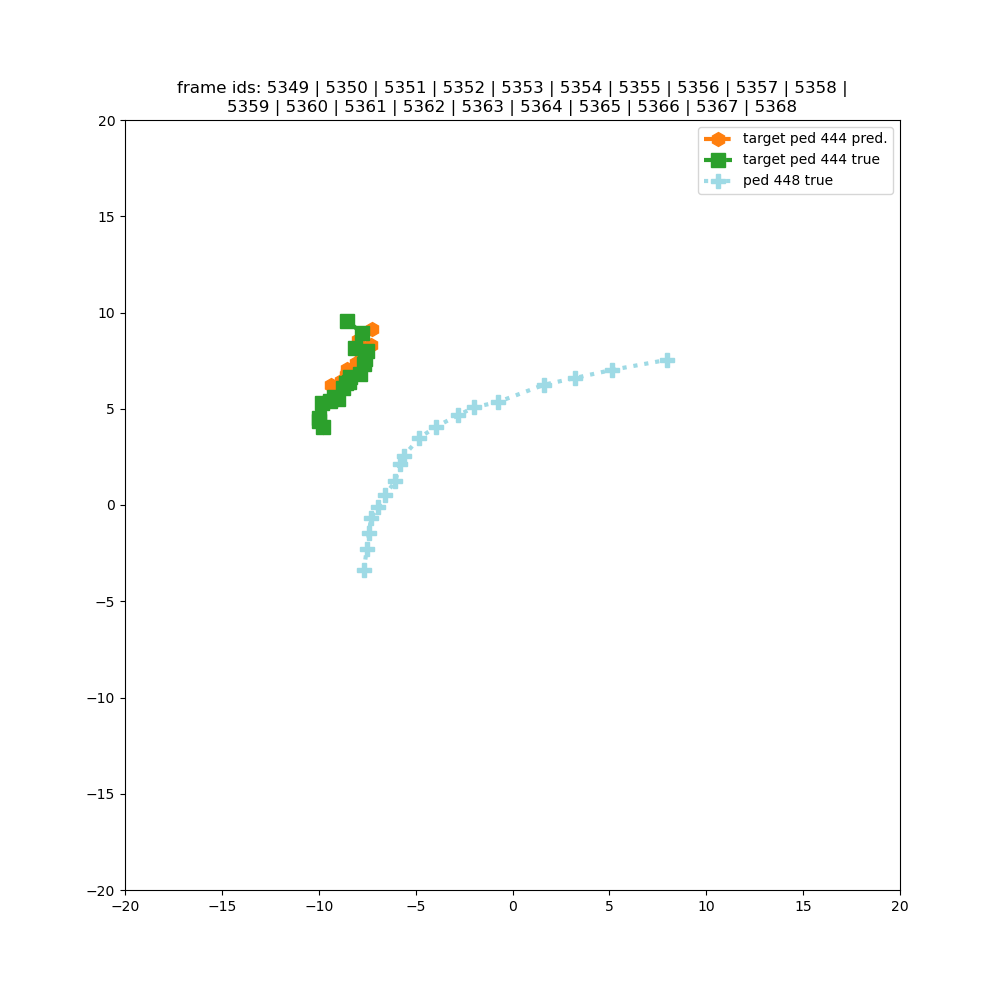 frame ids: 5349 | 5350 | 5351 | 5352 | 5353 | 5354 | 5355 | 5356 | 5357 | 5358 |
5359 | 5360 | 5361 | 5362 | 5363 | 5364 | 5365 | 5366 | 5367 | 5368
target ped 444 pred.
target ped 444 true
ped 448 true
20
15
10
5
0
−5
−10
−15
−20
−20 −15 −10 −5 0 5 10 15 20